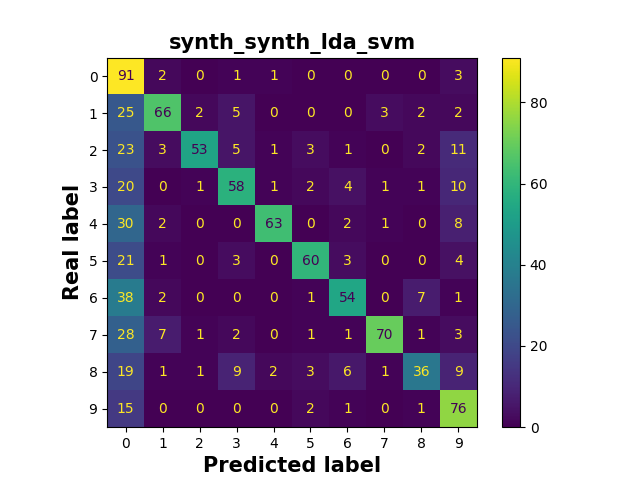 synth_synth_lda_svm
0 91 2 0 1 1 0 0 0 0 3
1 25 66 2 5 0 0 0 3 2 2
2 23 3 53 5 1 3 1 0 2 11
3 20 0 1 58 1 2 4 1 1 10
4 30 2 0 0 63 0 2 1 0 8
5 21 1 0 3 0 60 3 0 0 4
6 38 2 0 0 0 1 54 0 7 1
7 28 7 1 2 0 1 1 70 1 3
8 19 1 1 9 2 3 6 1 36 9
9 15 0 0 0 0 2 1 0 1 76
0 1 2 3 4 5 6 7 8 9
Predicted label
Real label
80
60
40
20
0